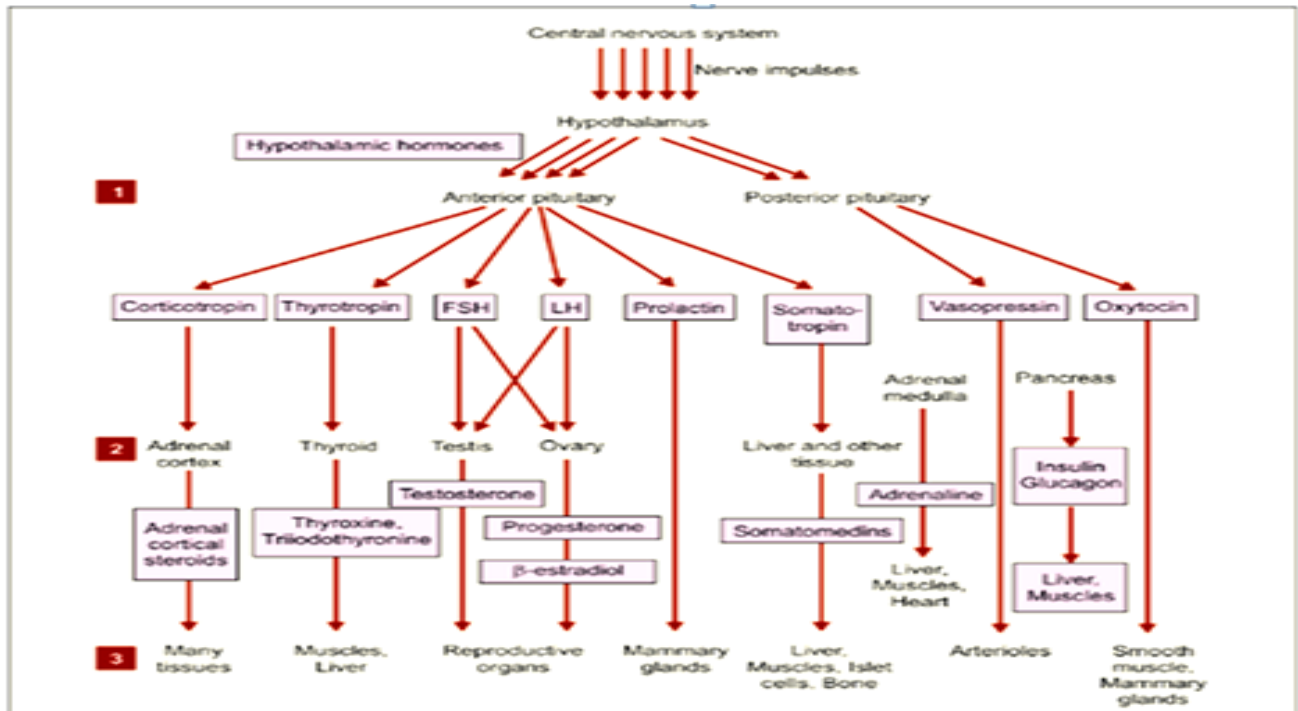 Central nervous system
Nerve impulses
Hypothalamus
Hypothalamic hormones
1
Anterior pituitary
Posterior pituitary
Corticotropin
Thyrotropin
FSH
LH
Prolactin
Somato-
tropin
Vasopressin
Oxytocin
Adrenal
medulla
Pancreas
2
Adrenal
cortex
Thyroid
Testis
Ovary
Liver and other
tissue
Insulin
Glucagon
Testosterone
Adrenaline
Adrenal
cortical
steroids
Thyroxine,
Triiodothyronine
Progesterone
Somatomedins
β-estradiol
Liver,
Muscles,
Heart
Liver,
Muscles
3
Many
tissues
Muscles,
Liver
Reproductive
organs
Mammary
glands
Liver,
Muscles, Islet
cells, Bone
Arterioles
Smooth
muscle,
Mammary
glands